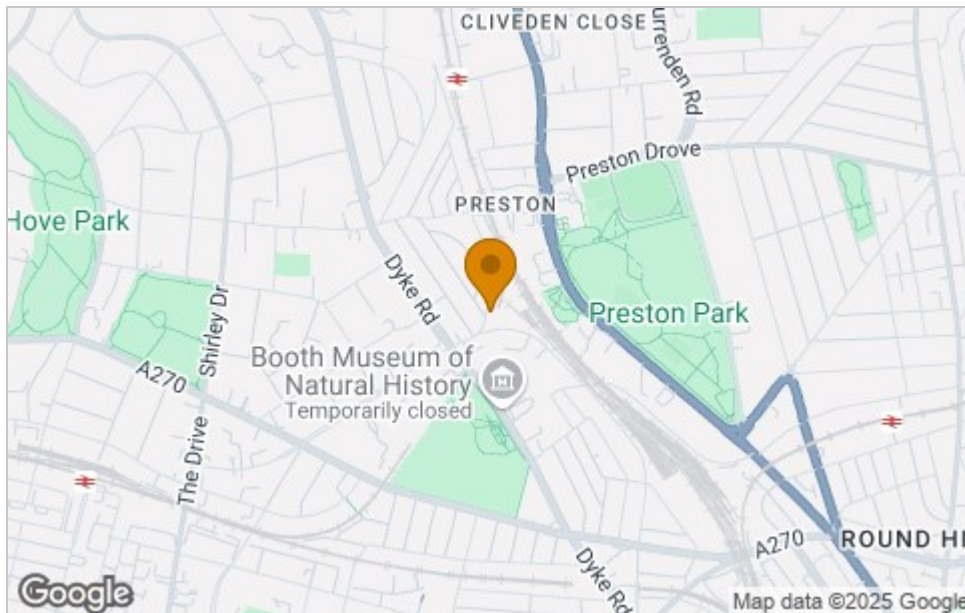 CLIVEDEN CLOSE
urrenden Rd
Preston Drove
PRESTON
Hove Park
Dyke Rd
Shirley Dr
Preston Park
Booth Museum of
Natural History
Temporarily closed
A270
The Drive
A270
ROUND HI
Dyke Rd
Google
Map data ©2025 Google